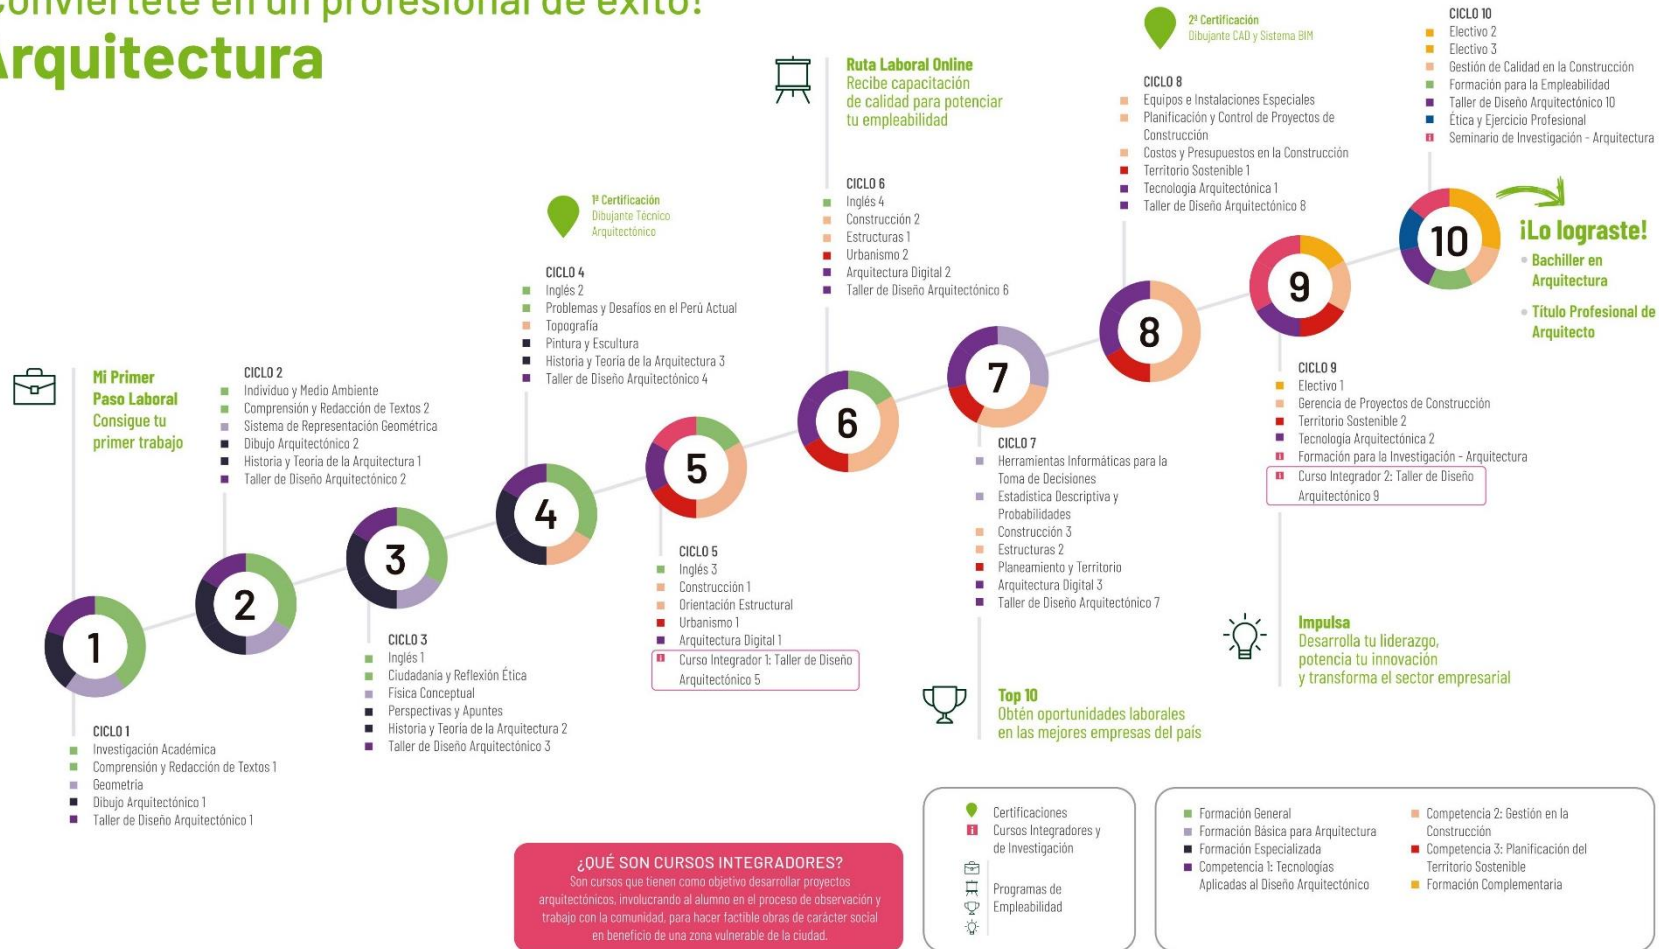 Conviértete en un profesional de éxito!
Arquitectura
Mi Primer
Paso Laboral
Consigue tu
primer trabajo
1
CICLO 1
Investigación Académica
Comprensión y Redacción de Textos 1
Geometría
Dibujo Arquitectónico 1
Taller de Diseño Arquitectónico 1
CICLO 2
Individuo y Medio Ambiente
Comprensión y Redacción de Textos 2
Sistema de Representación Geométrica
Dibujo Arquitectónico 2
Historia y Teoría de la Arquitectura 1
Taller de Diseño Arquitectónico 2
2
3
CICLO 3
Inglés 1
Ciudadanía y Reflexión Ética
Física Conceptual
Perspectivas y Apuntes
Historia y Teoría de la Arquitectura 2
Taller de Diseño Arquitectónico 3
1ª Certificación
Dibujante Técnico
Arquitectónico
CICLO 4
Inglés 2
Problemas y Desafíos en el Perú Actual
Topografía
Pintura y Escultura
Historia y Teoría de la Arquitectura 3
Taller de Diseño Arquitectónico 4
4
5
CICLO 5
Inglés 3
Construcción 1
Orientación Estructural
Urbanismo 1
Arquitectura Digital 1
Curso Integrador 1: Taller de Diseño
Arquitectónico 5
Ruta Laboral Online
Recibe capacitación
de calidad para potenciar
tu empleabilidad
CICLO 6
Inglés 4
Construcción 2
Estructuras 1
Urbanismo 2
Arquitectura Digital 2
Taller de Diseño Arquitectónico 6
6
7
CICLO 7
Herramientas Informáticas para la
Toma de Decisiones
Estadística Descriptiva y
Probabilidades
Construcción 3
Estructuras 2
Planeamiento y Territorio
Arquitectura Digital 3
Taller de Diseño Arquitectónico 7
Top 10
Obtén oportunidades laborales
en las mejores empresas del país
2ª Certificación
Dibujante CAD y Sistema BIM
CICLO 8
Equipos e Instalaciones Especiales
Planificación y Control de Proyectos de
Construcción
Costos y Presupuestos en la Construcción
Territorio Sostenible 1
Tecnología Arquitectónica 1
Taller de Diseño Arquitectónico 8
8
9
CICLO 9
Electivo 1
Gerencia de Proyectos de Construcción
Territorio Sostenible 2
Tecnología Arquitectónica 2
Formación para la Investigación - Arquitectura
Curso Integrador 2: Taller de Diseño
Arquitectónico 9
Impulsa
Desarrolla tu liderazgo,
potencia tu innovación
y transforma el sector empresarial
CICLO 10
Electivo 2
Electivo 3
Gestión de Calidad en la Construcción
Formación para la Empleabilidad
Taller de Diseño Arquitectónico 10
Ética y Ejercicio Profesional
Seminario de Investigación - Arquitectura
10
¡Lo lograste!
Bachiller en
Arquitectura
Título Profesional de
Arquitecto
¿QUÉ SON CURSOS INTEGRADORES?
Son cursos que tienen como objetivo desarrollar proyectos
arquitectónicos, involucrando al alumno en el proceso de observación y
trabajo con la comunidad, para hacer factible obras de carácter social
en beneficio de una zona vulnerable de la ciudad.
Certificaciones
Cursos Integradores y
de Investigación
Programas de
Empleabilidad
Formación General
Formación Básica para Arquitectura
Formación Especializada
Competencia 1: Tecnologías
Aplicadas al Diseño Arquitectónico
Competencia 2: Gestión en la
Construcción
Competencia 3: Planificación del
Territorio Sostenible
Formación Complementaria